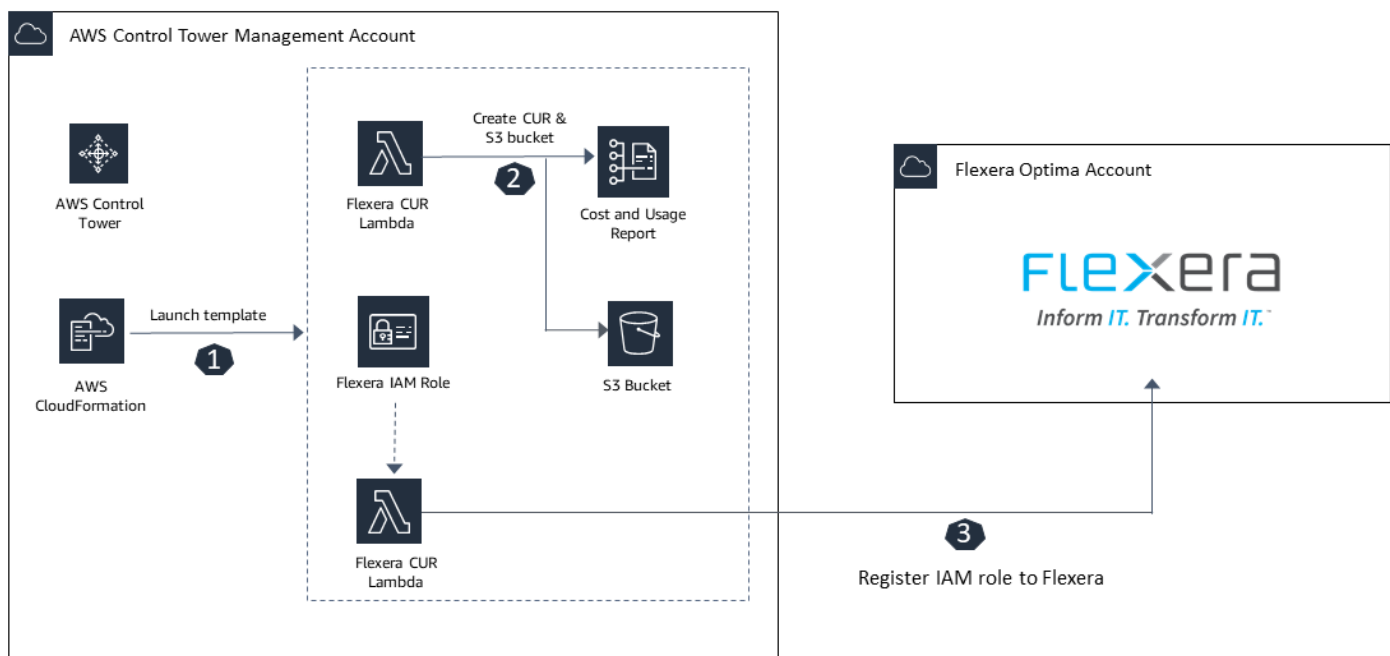 AWS Control Tower Management Account
AWS Control
Tower
Launch template
1
AWS
CloudFormation
Flexera CUR
Lambda
Create CUR &
S3 bucket
2
Cost and Usage
Report
Flexera IAM Role
S3 Bucket
Flexera CUR
Lambda
3
Register IAM role to Flexera
Flexera Optima Account
FLEXERA
Inform IT. Transform IT.™